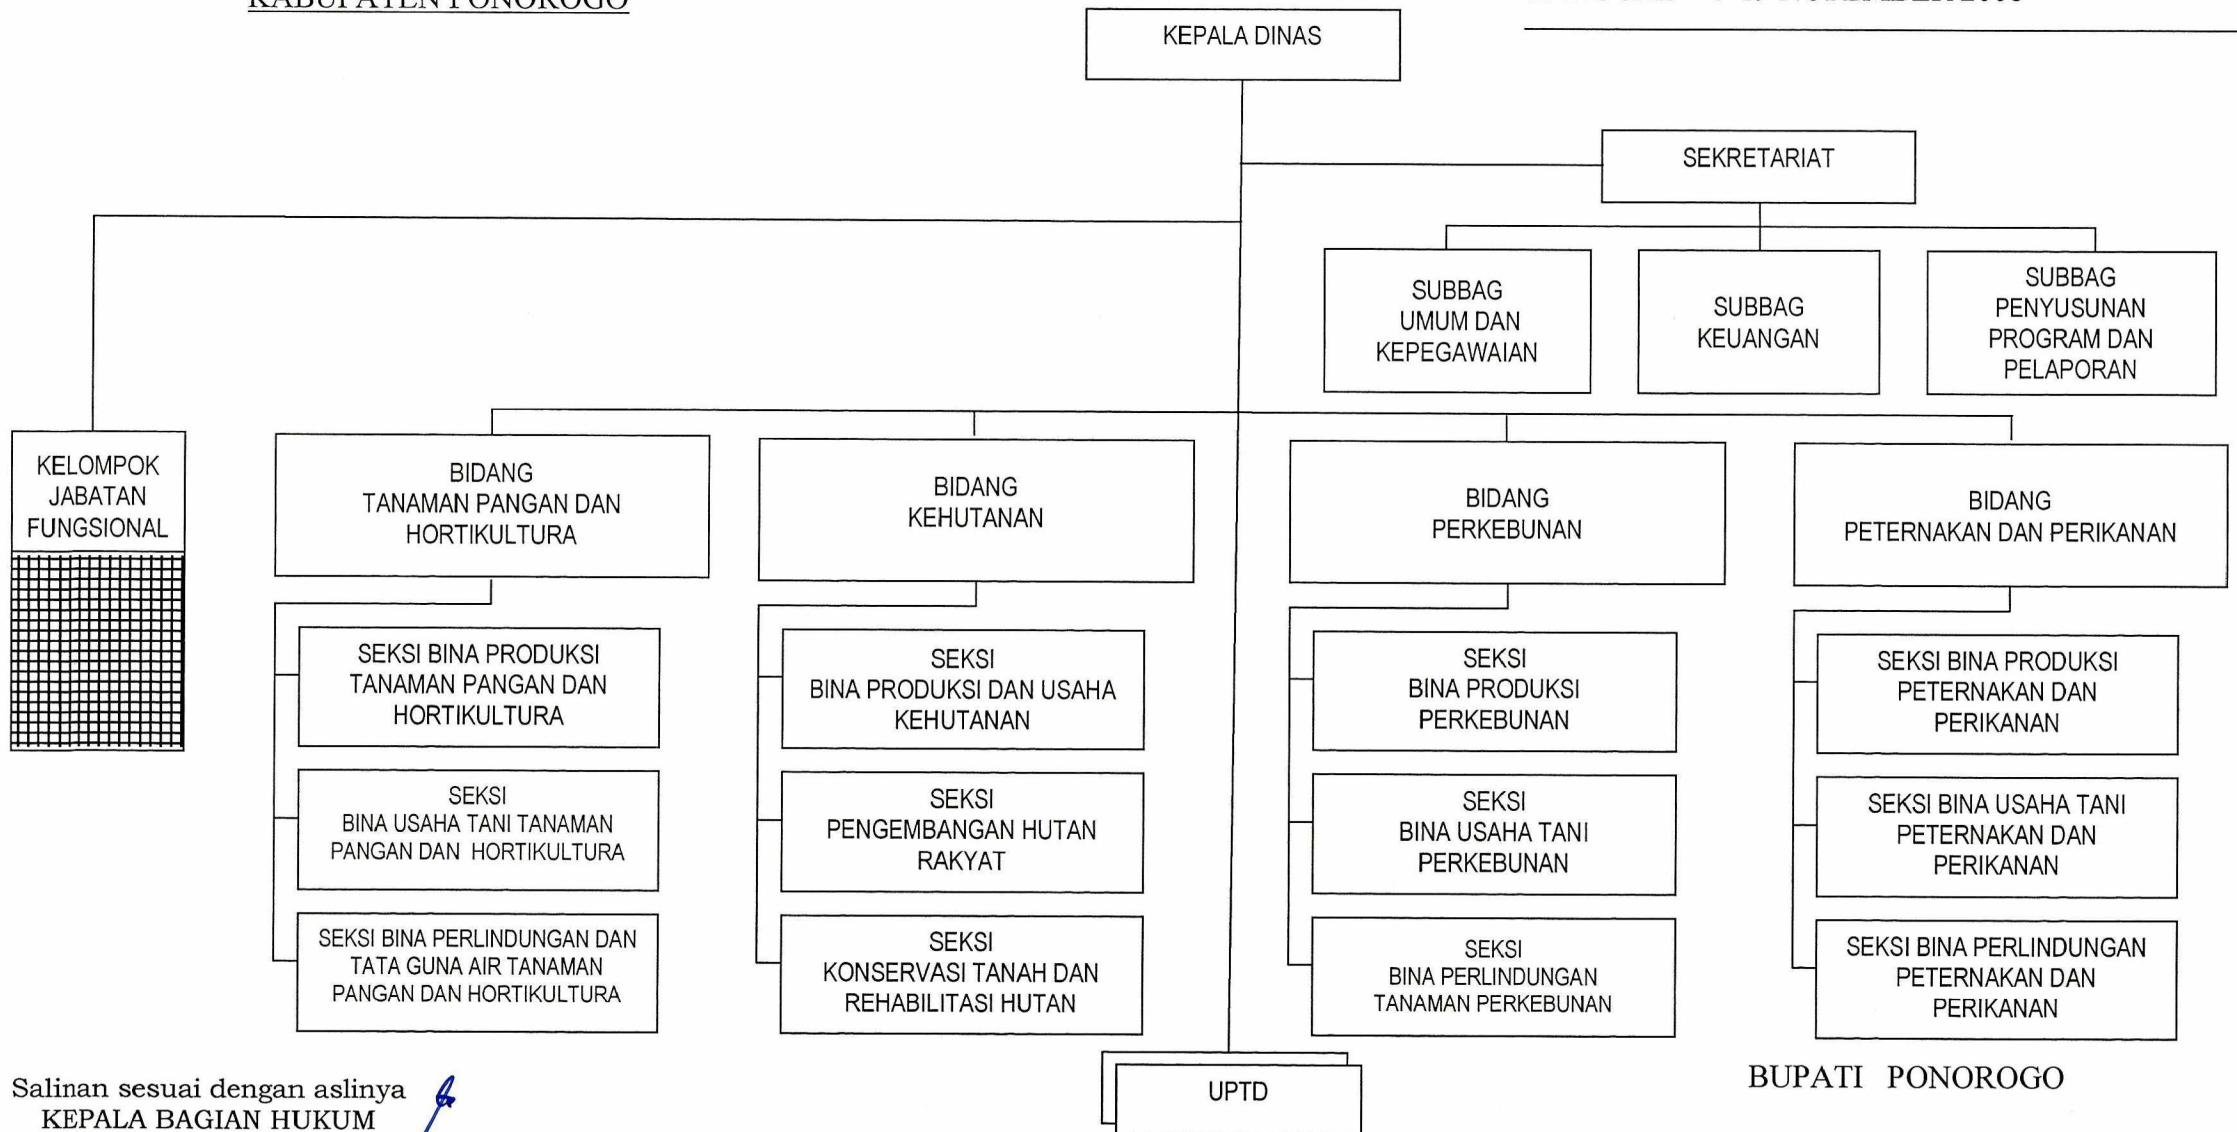 KABUPATEN PONOROGO
KEPALA DINAS
SEKRETARIAT
SUBBAG
UMUM DAN
KEPEGAWAIAN
SUBBAG
KEUANGAN
SUBBAG
PENYUSUNAN
PROGRAM DAN
PELAPORAN
KELOMPOK
JABATAN
FUNGSIONAL
BIDANG
TANAMAN PANGAN DAN
HORTIKULTURA
BIDANG
KEHUTANAN
BIDANG
PERKEBUNAN
BIDANG
PETERNAKAN DAN PERIKANAN
SEKSI BINA PRODUKSI
TANAMAN PANGAN DAN
HORTIKULTURA
SEKSI
BINA USAHA TANI TANAMAN
PANGAN DAN HORTIKULTURA
SEKSI BINA PERLINDUNGAN DAN
TATA GUNA AIR TANAMAN
PANGAN DAN HORTIKULTURA
SEKSI
BINA PRODUKSI DAN USAHA
KEHUTANAN
SEKSI
PENGEMBANGAN HUTAN
RAKYAT
SEKSI
KONSERVASI TANAH DAN
REHABILITASI HUTAN
SEKSI
BINA PRODUKSI
PERKEBUNAN
SEKSI
BINA USAHA TANI
PERKEBUNAN
SEKSI
BINA PERLINDUNGAN
TANAMAN PERKEBUNAN
SEKSI BINA PRODUKSI
PETERNAKAN DAN
PERIKANAN
SEKSI BINA USAHA TANI
PETERNAKAN DAN
PERIKANAN
SEKSI BINA PERLINDUNGAN
PETERNAKAN DAN
PERIKANAN
UPTD
Salinan sesuai dengan aslinya
KEPALA BAGIAN HUKUM
BUPATI PONOROGO